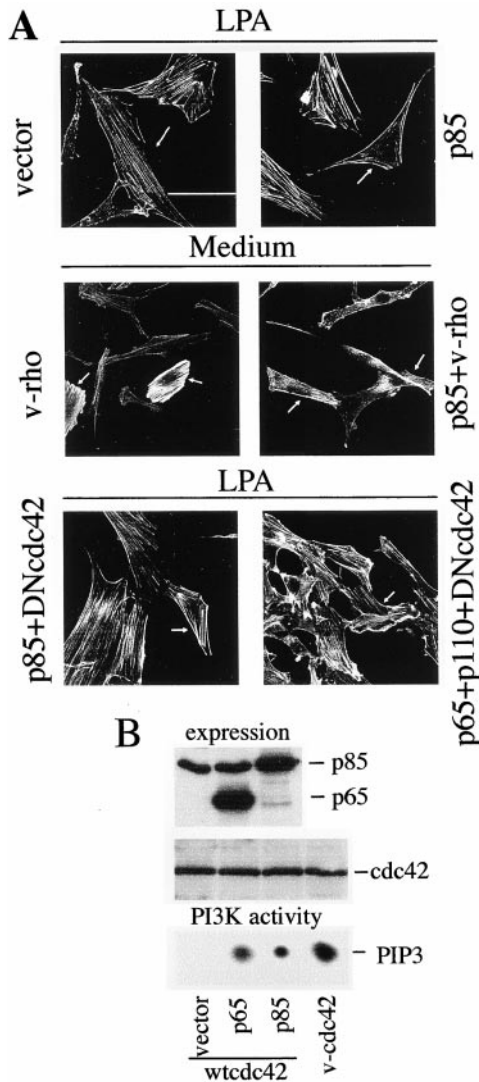 A
LPA
vector
p85
Medium
v-rho
p85+v-rho
LPA
p85+DNcdc42
p65+p110+DNcdc42
B
expression
p85
p65
cdc42
PI3K activity
PIP3
vector
p65
p85
v-cdc42
wtcdc42